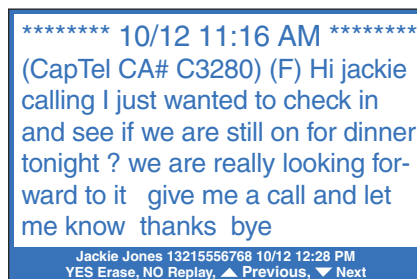 ******** 10/12 11:16 AM ********
(CapTel CA# C3280) (F) Hi jackie
calling I just wanted to check in
and see if we are still on for dinner
tonight ? we are really looking for-
ward to it   give me a call and let
me know  thanks  bye
Jackie Jones 13215556768 10/12 12:28 PM
YES Erase, NO Replay, ▲ Previous, ▼ Next